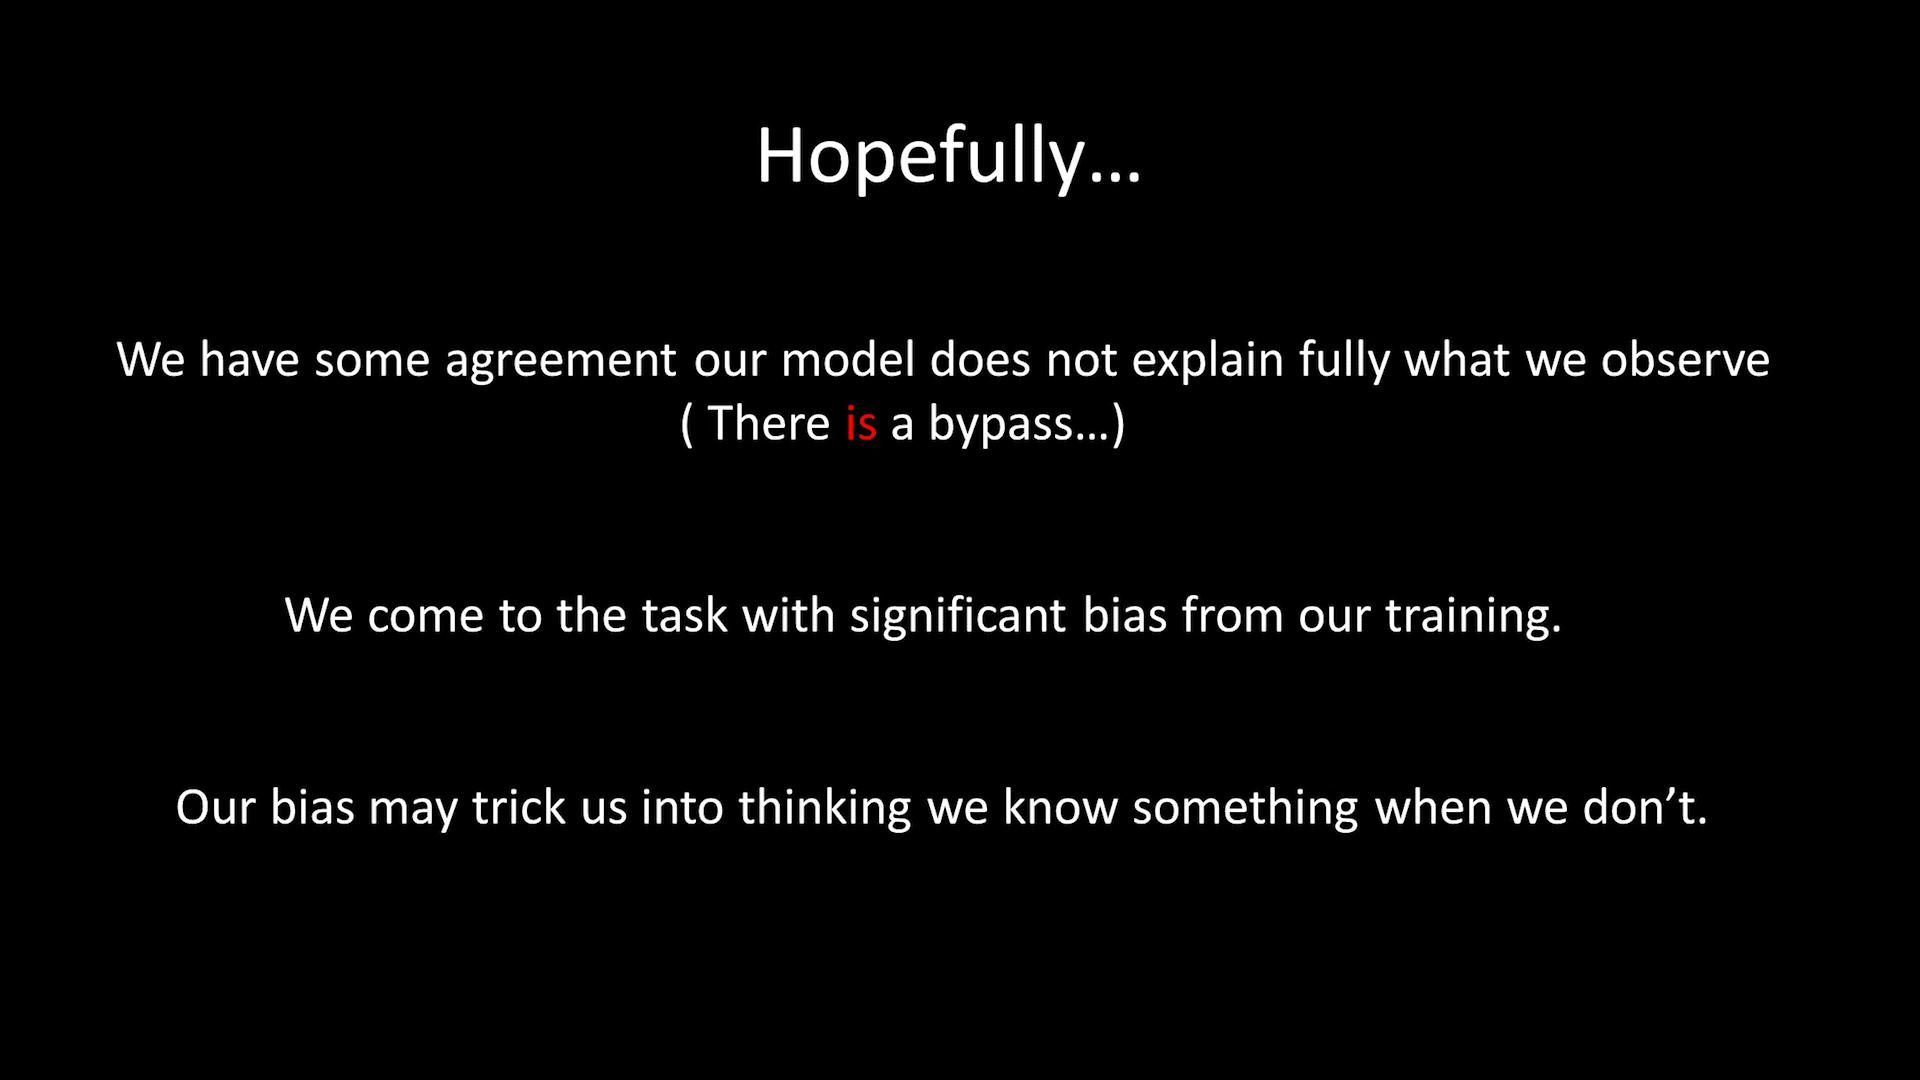 Hopefully...
We have some agreement our model does not explain fully what we observe
( There is a bypass...)
We come to the task with significant bias from our training.
Our bias may trick us into thinking we know something when we don’t.